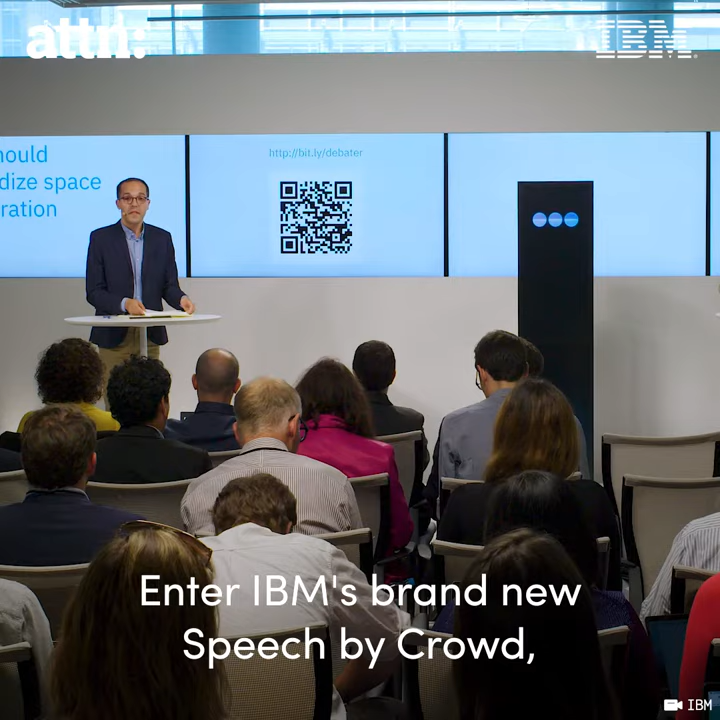 attn:
IBM
hould
dize space
ration
http://bit.ly/debater
Enter IBM's brand new
Speech by Crowd,
IBM